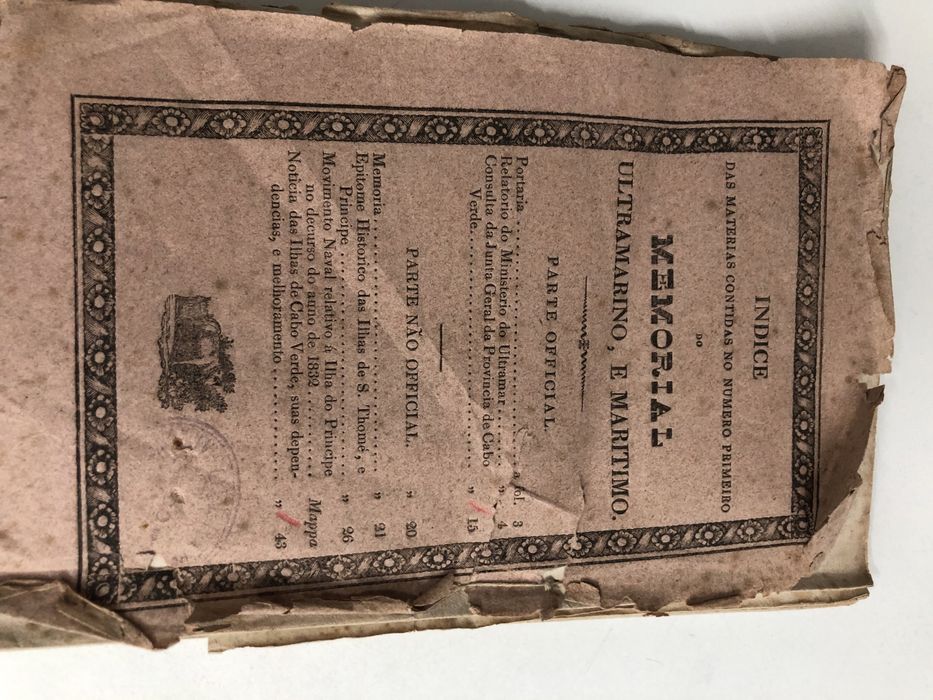 INDICE
DAS MATERIAS CONTIDAS NO NUMERO PRIMEIRO
DO
MEMORIAL
ULTRAMARINO, E MARITIMO.
PARTE OFFICIAL.
Portaria . . . . . . . . . . . . . . . . . . a fol. 3
Relatorio do Ministerio do Ultramar . . . . . „ 4
Consulta da Junta Geral da Provincia de Cabo
Verde. . . . . . . . . . . . . . . . . . „ 15
PARTE NÃO OFFICIAL. „ 20
Memoria . . . . . . . . . . . . . . . . . . „ 21
Epitome Historico das Ilhas de S. Thomé, e
Principe . . . . . . . . . . . . . . . . „ 26
Movimento Naval relativo á Ilha do Principe
no decurso do anno de 1832 . . . . . . . Mappa
Noticia das Ilhas de Cabo Verde, suas depen-
dencias, e melhoramento . . . . . . . . . „ 43